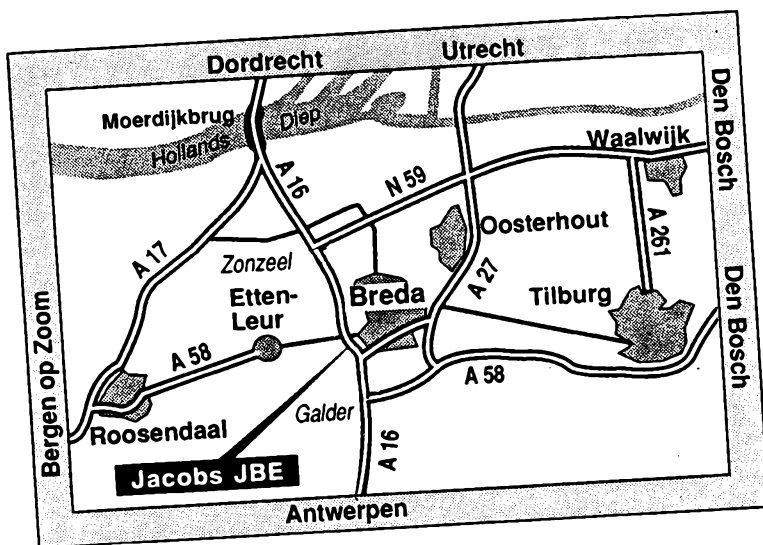 Dordrecht
Utrecht
Den Bosch
Moerdijkbrug
Hollands Diep
Waalwijk
A 16
N 59
Oosterhout
A 261
A 17
Zonzeel
A 27
Etten-
Leur
Breda
Tilburg
Den Bosch
Bergen op Zoom
A 58
A 58
Galder
Roosendaal
A 16
Jacobs JBE
Antwerpen